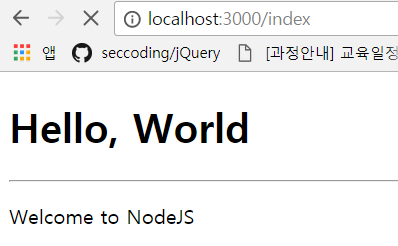 localhost:3000/index
앱 seccoding/jQuery [과정안내] 교육일정
Hello, World
Welcome to NodeJS